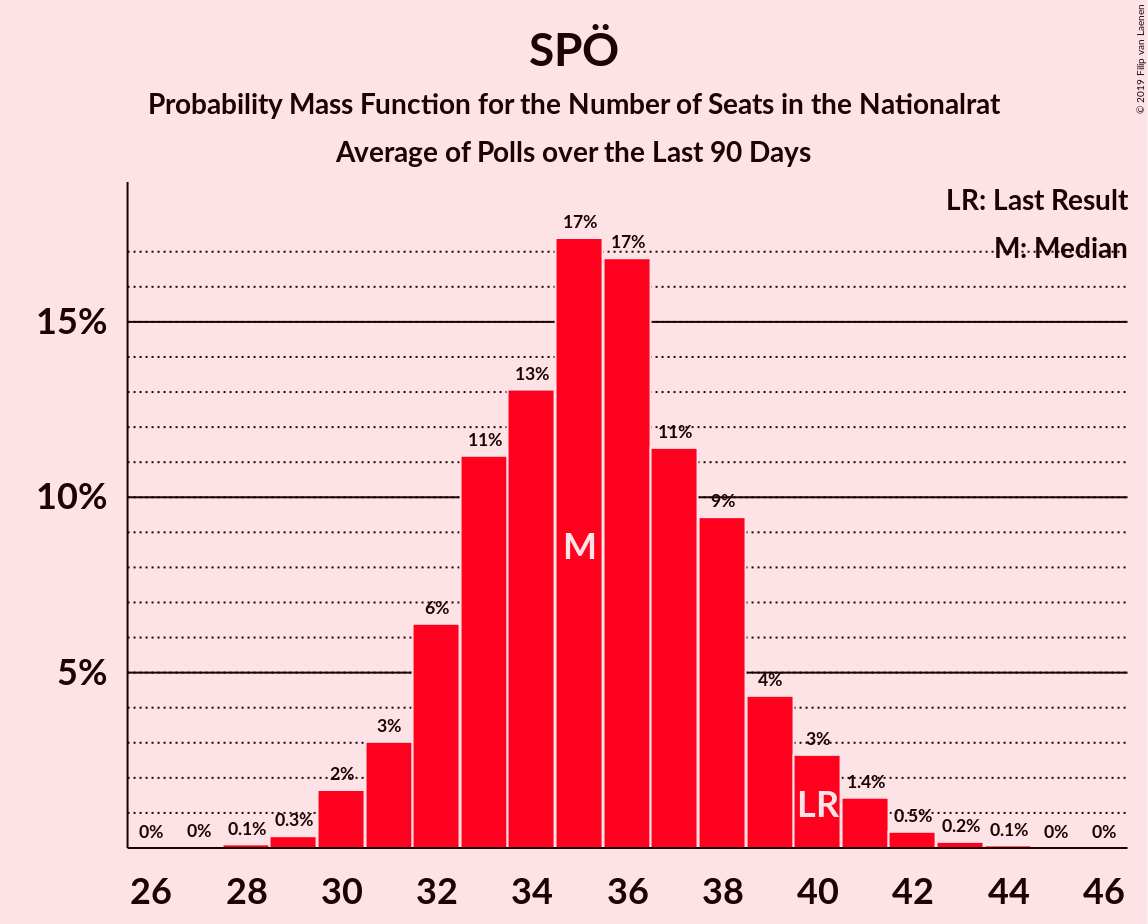 SPÖ
Probability Mass Function for the Number of Seats in the Nationalrat
Average of Polls over the Last 90 Days
© 2019 Filip van Laenen
LR: Last Result
M: Median
15%
10%
5%
0%
0%
0.1%
0.3%
2%
3%
6%
11%
13%
17%
17%
11%
9%
4%
3%
1.4%
0.5%
0.2%
0.1%
0%
0%
M
LR
26 28 30 32 34 36 38 40 42 44 46